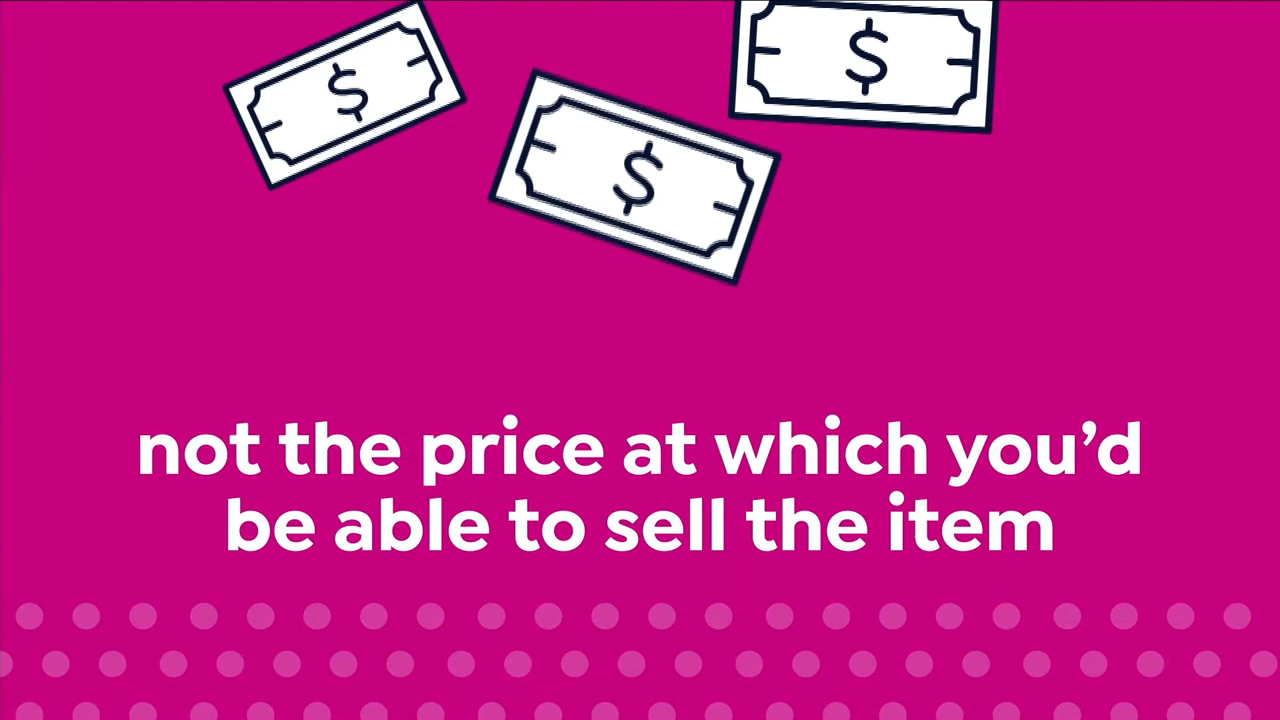 $
$
$
not the price at which you’d
be able to sell the item